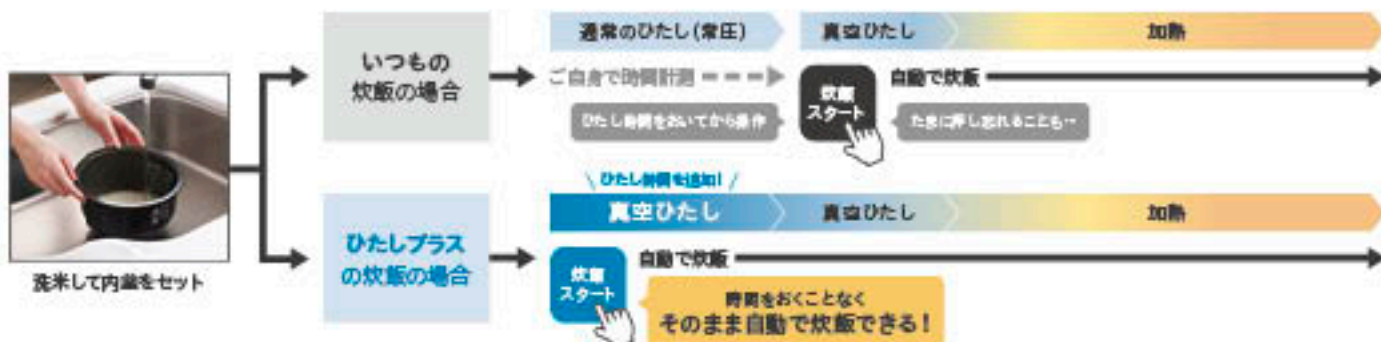 洗米して内釜をセット
いつもの
炊飯の場合
通常のひたし(常圧)
真空ひたし
加熱
ご自身で時間計測
炊飯
スタート
自動で炊飯
ひたし時間をおいてから操作
たまに押し忘れることも…
ひたしプラス
の炊飯の場合
ひたし時間を追加!
真空ひたし
真空ひたし
加熱
炊飯
スタート
自動で炊飯
時間をおくことなく
そのまま自動で炊飯できる!